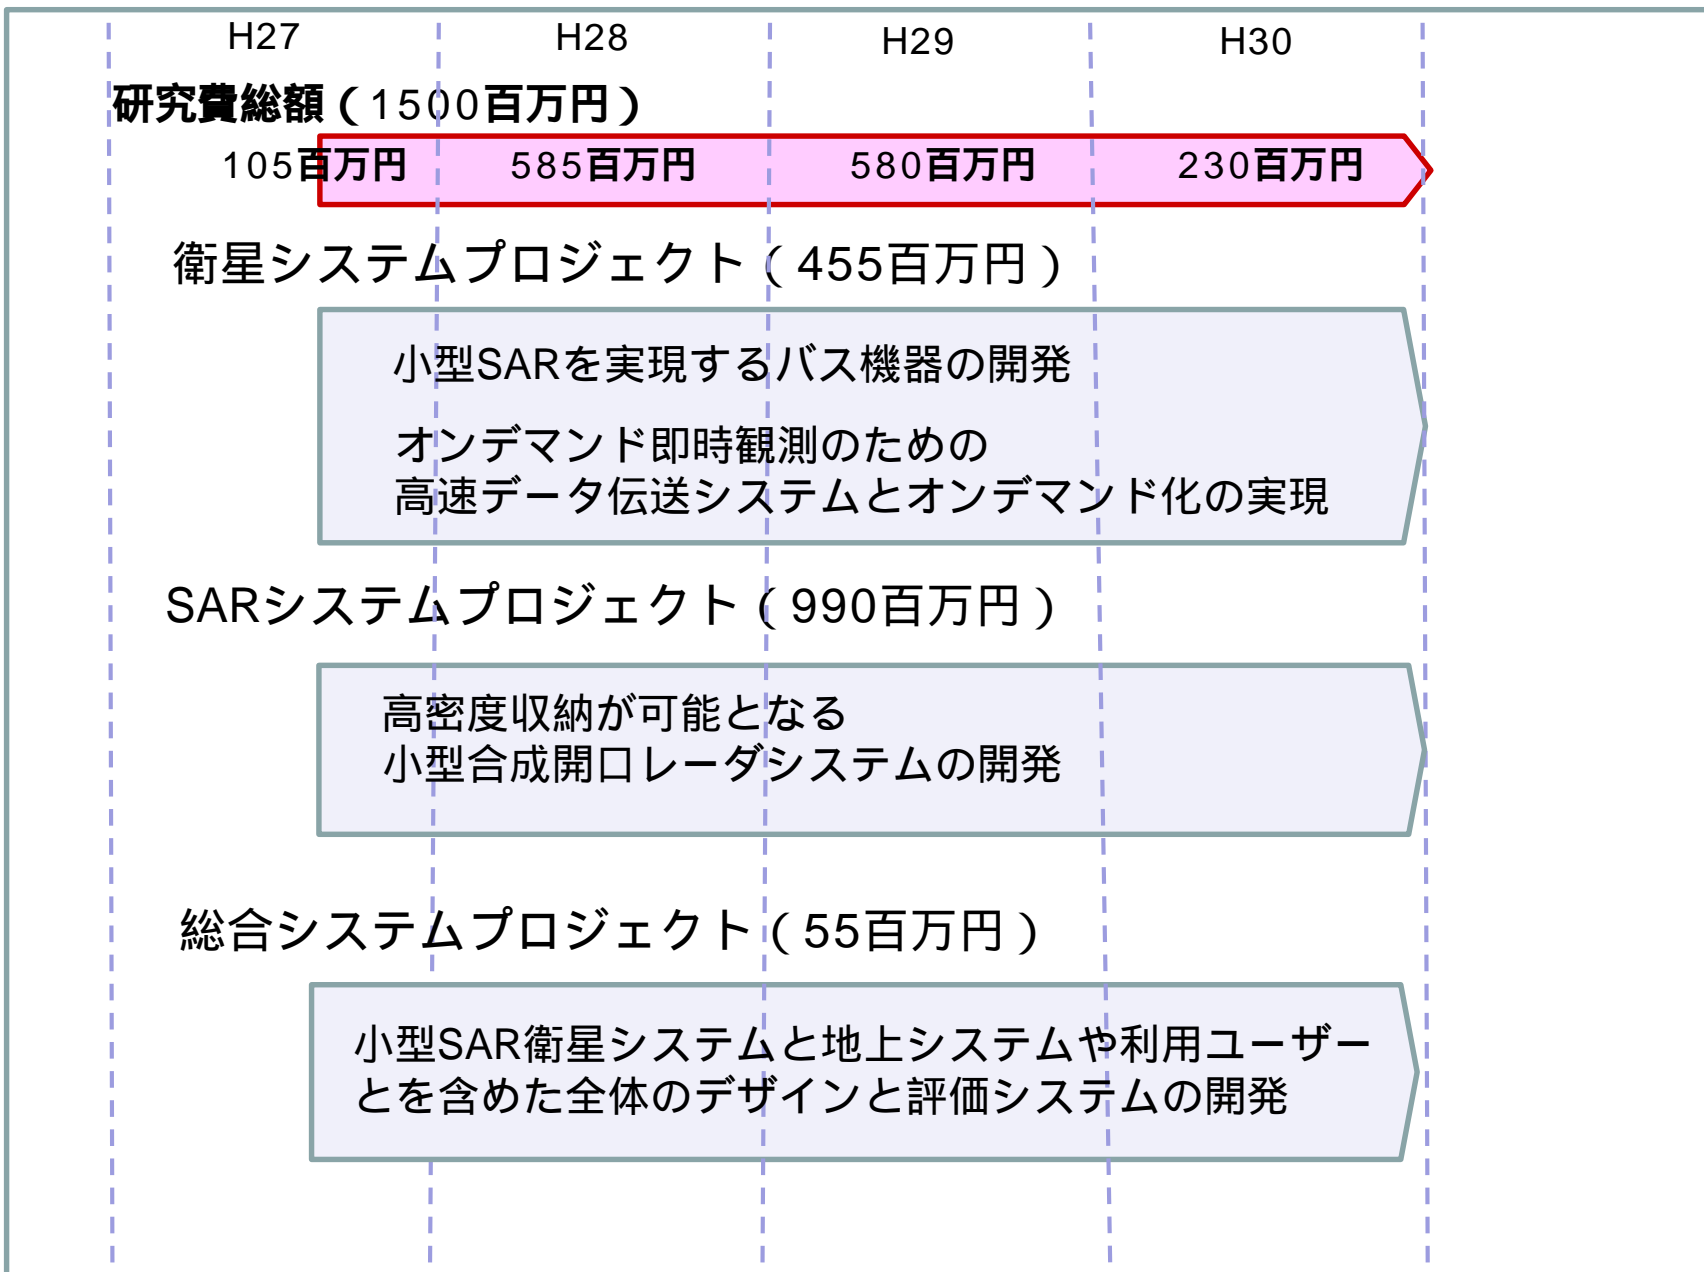 H27 H28 H29 H30
研究費総額（1500百万円）
105百万円 585百万円 580百万円 230百万円
衛星システムプロジェクト（455百万円）
小型SARを実現するバス機器の開発
オンデマンド即時観測のための
高速データ伝送システムとオンデマンド化の実現
SARシステムプロジェクト（990百万円）
高密度収納が可能となる
小型合成開口レーダシステムの開発
総合システムプロジェクト（55百万円）
小型SAR衛星システムと地上システムや利用ユーザー
とを含めた全体のデザインと評価システムの開発